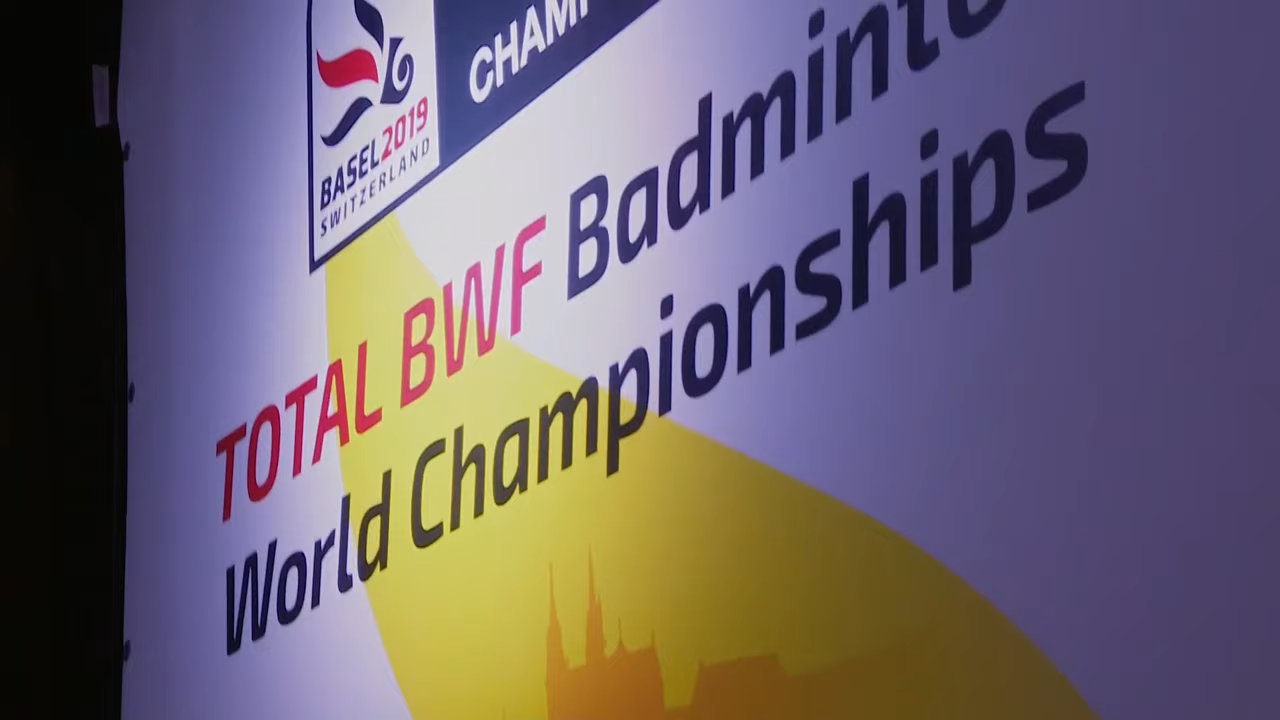 CHAMP
BASEL2019
SWITZERLAND
TOTAL BWF Badminto
World Championships